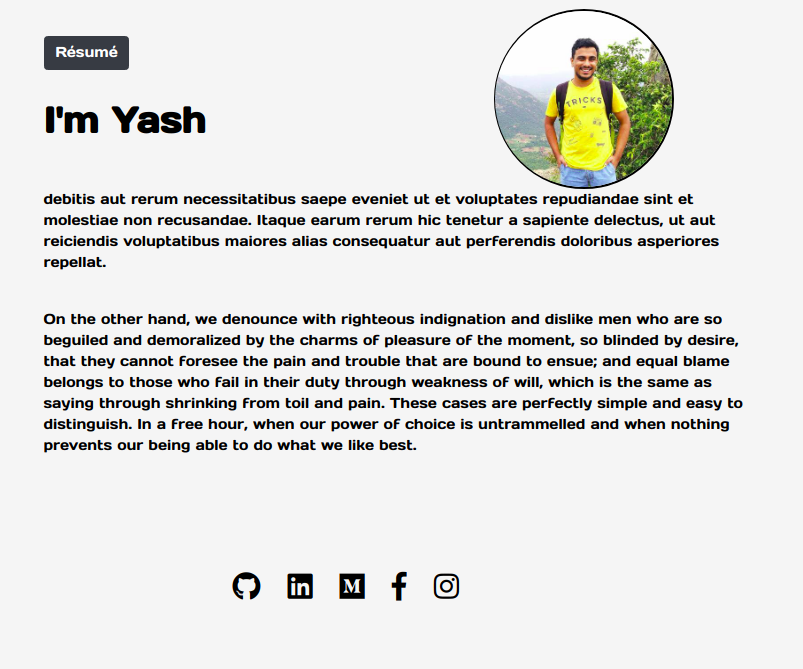 Résumé
I'm Yash
TRICKS
debitis aut rerum necessitatibus saepe eveniet ut et voluptates repudiandae sint et
molestiae non recusandae. Itaque earum rerum hic tenetur a sapiente delectus, ut aut
reiciendis voluptatibus maiores alias consequatur aut perferendis doloribus asperiores
repellat.
On the other hand, we denounce with righteous indignation and dislike men who are so
beguiled and demoralized by the charms of pleasure of the moment, so blinded by desire,
that they cannot foresee the pain and trouble that are bound to ensue; and equal blame
belongs to those who fail in their duty through weakness of will, which is the same as
saying through shrinking from toil and pain. These cases are perfectly simple and easy to
distinguish. In a free hour, when our power of choice is untrammelled and when nothing
prevents our being able to do what we like best.
in M f